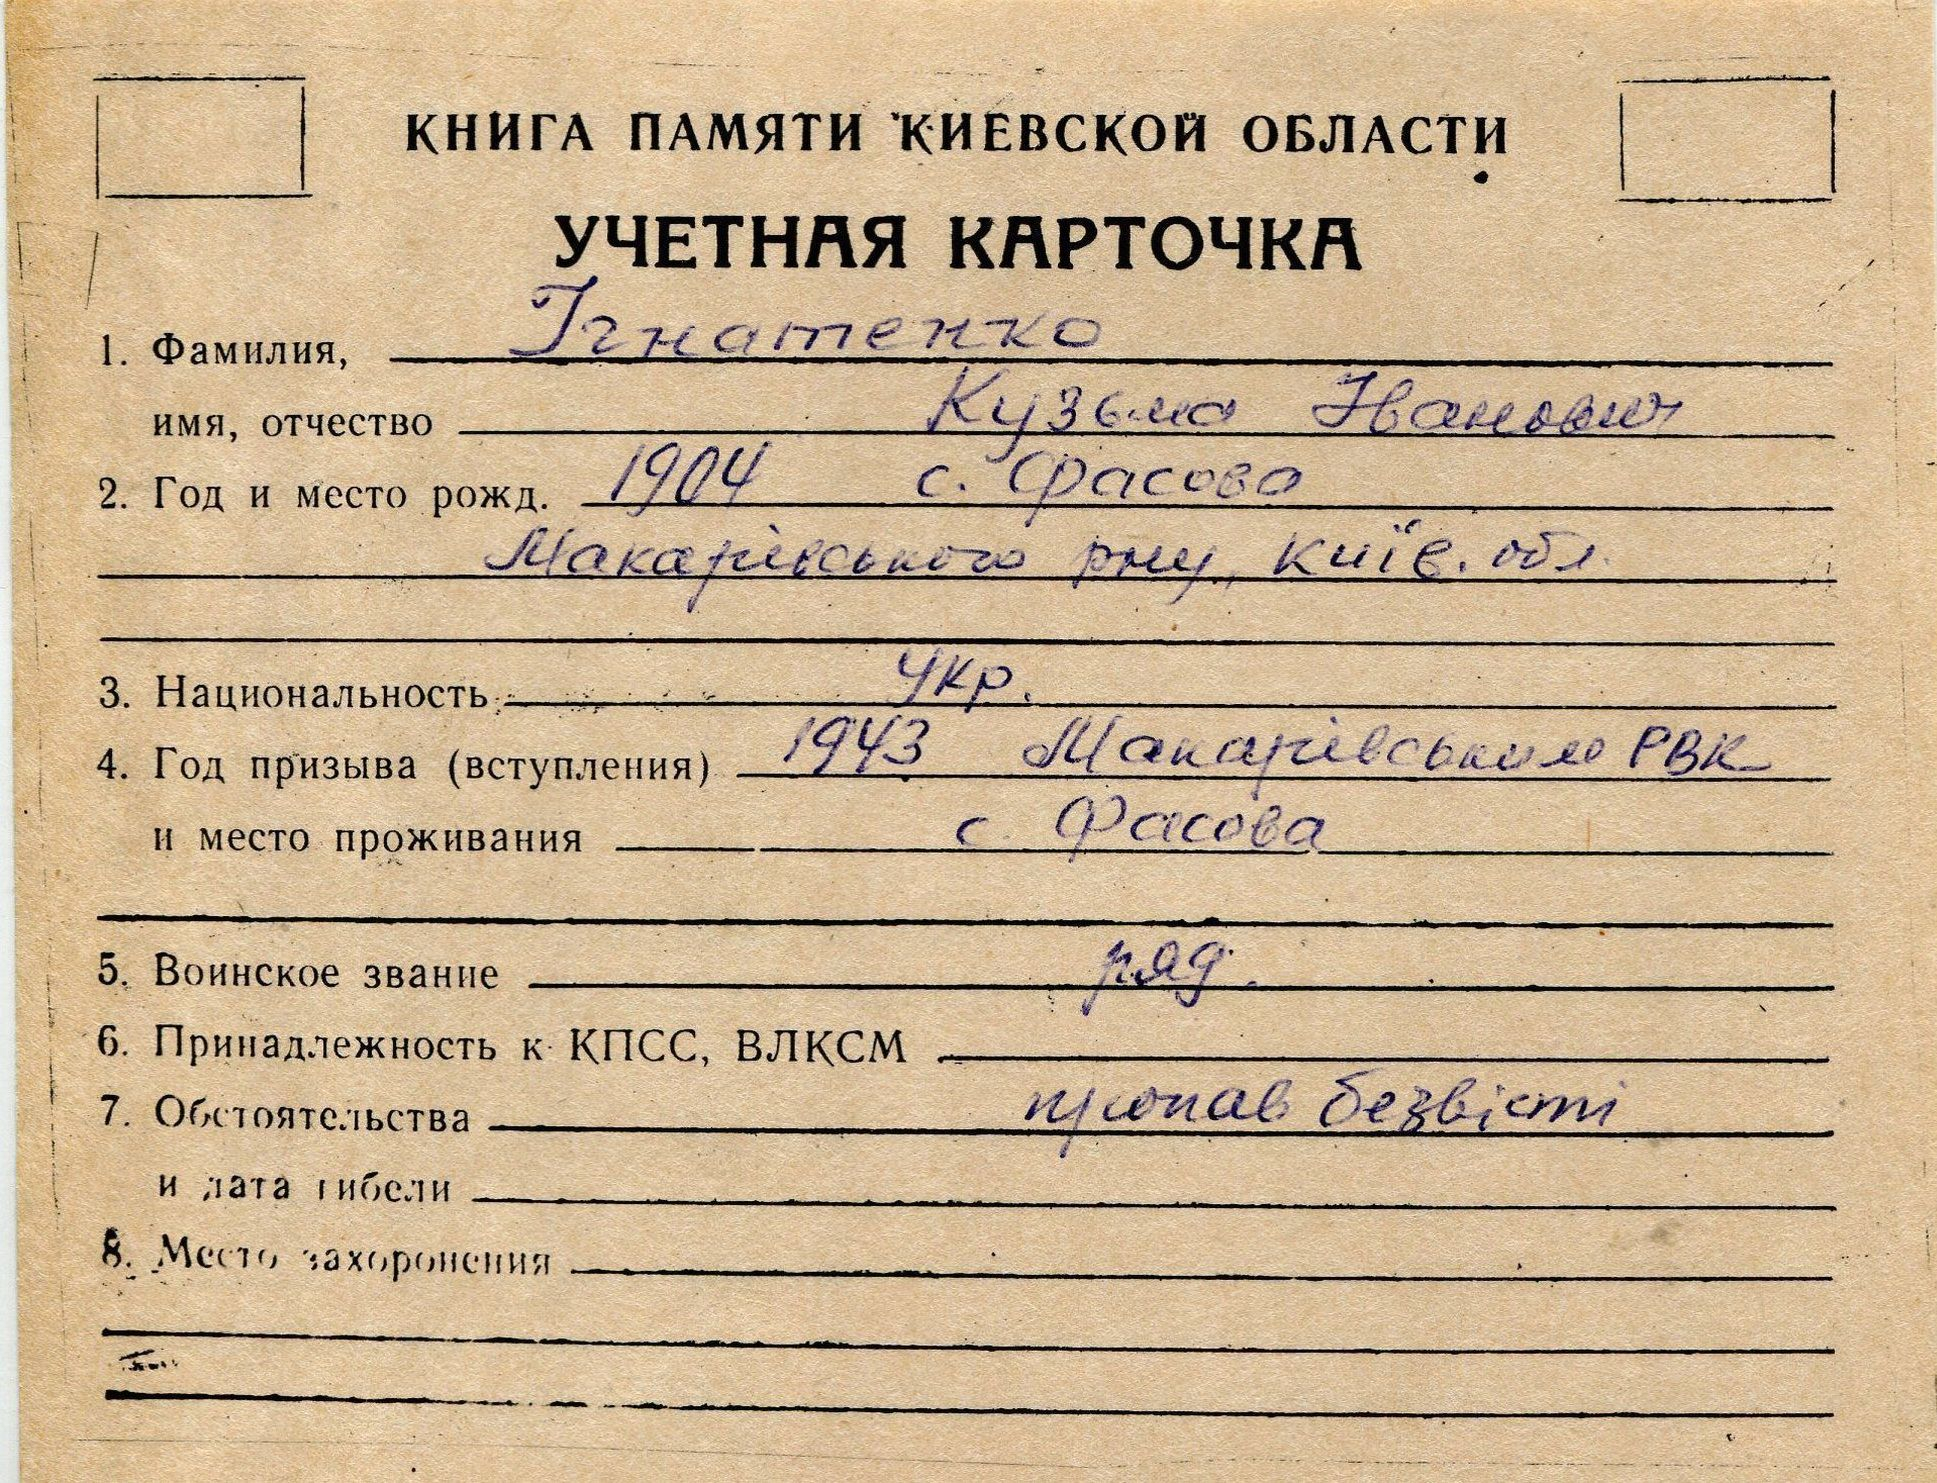 КНИГА ПАМЯТИ КИЕВСКОЙ ОБЛАСТИ
УЧЕТНАЯ КАРТОЧКА
1. Фамилия, Ігнатенко
имя, отчество Кузьма Іванович
2. Год и место рожд. 1904 с. Фасова
Макарівського р-ну, Київ. обл.
3. Национальность Укр.
4. Год призыва (вступления) 1943 Макарівським РВК
и место проживания с. Фасова
5. Воинское звание ряд.
6. Принадлежность к КПСС, ВЛКСМ
7. Обстоятельства пропав безвісті
и дата гибели
8. Место захоронения